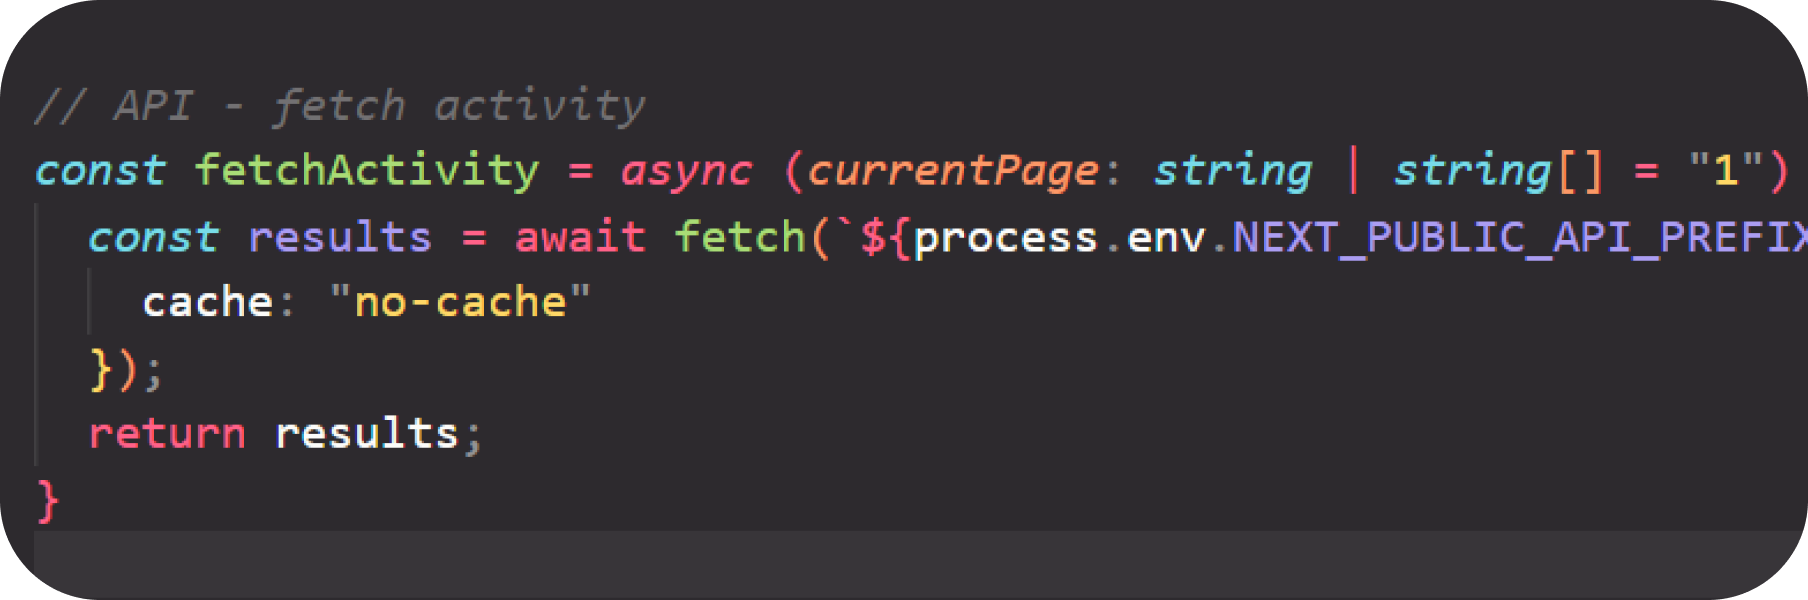 // API - fetch activity
const fetchActivity = async (currentPage: string | string[] = "1")
const results = await fetch(`${process.env.NEXT_PUBLIC_API_PREFIX
cache: "no-cache"
});
return results;
}